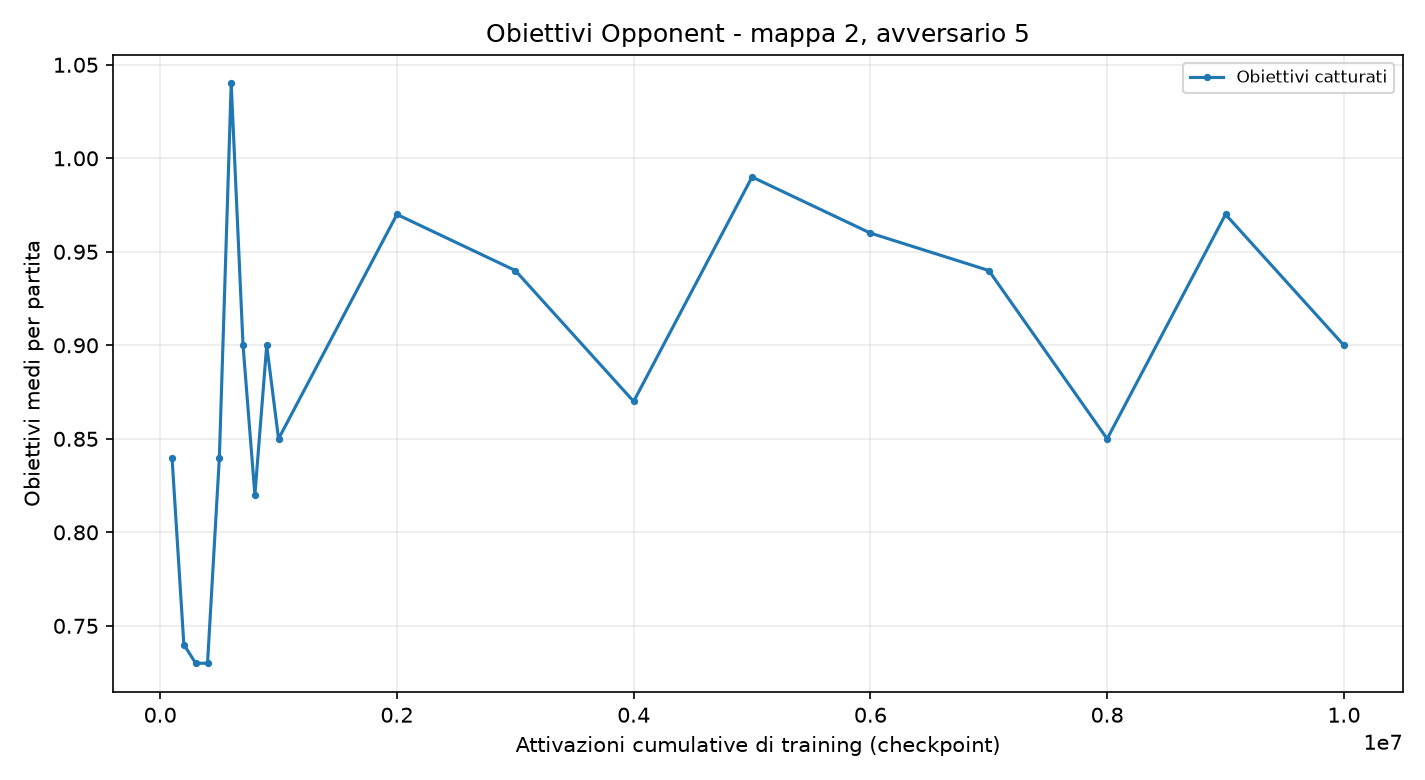 Obiettivi Opponent - mappa 2, avversario 5
Obiettivi catturati
Obiettivi medi per partita
1.05
1.00
0.95
0.90
0.85
0.80
0.75
0.0 0.2 0.4 0.6 0.8 1.0
1e7
Attivazioni cumulative di training (checkpoint)